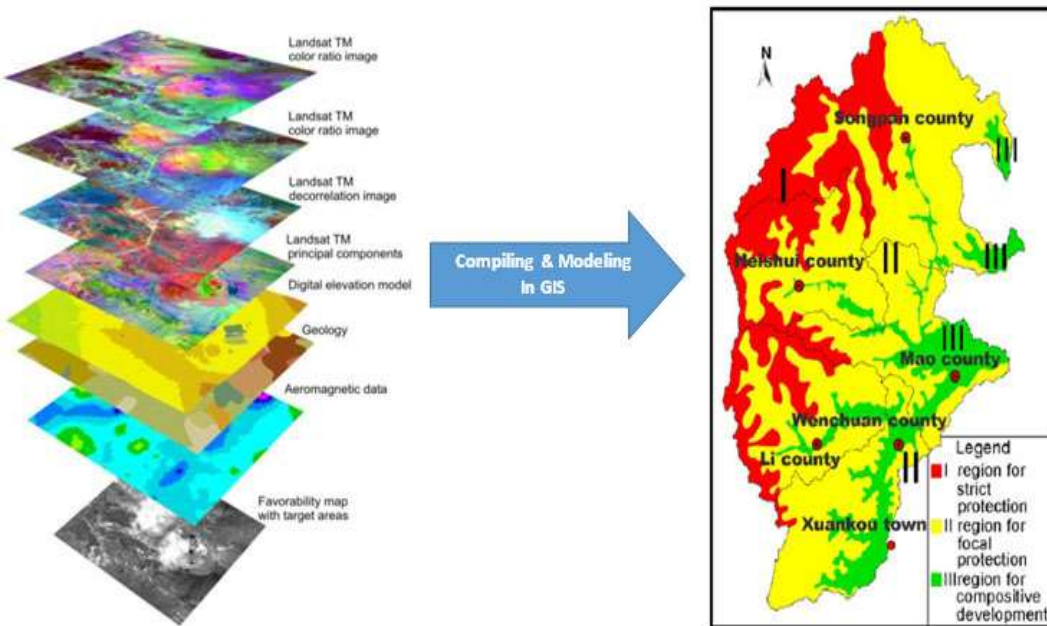 Landsat TM
color ratio image
Landsat TM
color ratio image
Landsat TM
decorrelation image
Landsat TM
principal components
Digital elevation model
Geology
Aeromagnetic data
Favorability map
with target areas
Compiling & Modeling
in GIS
N
Songpan county
III
I
Heishui county
II
III
III
Mao county
Wenchuan county
Li county
II
Xuankou town
Legend
I region for
strict
protection
II region for
focal
protection
III region for
compositive
development